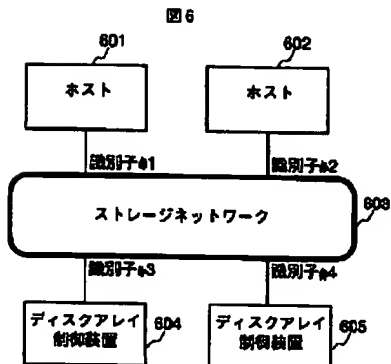 図6
601
602
ホスト
ホスト
識別子#1
識別子#2
ストレージネットワーク
603
識別子#3
識別子#4
ディスクアレイ
制御装置
604
ディスクアレイ
制御装置
605